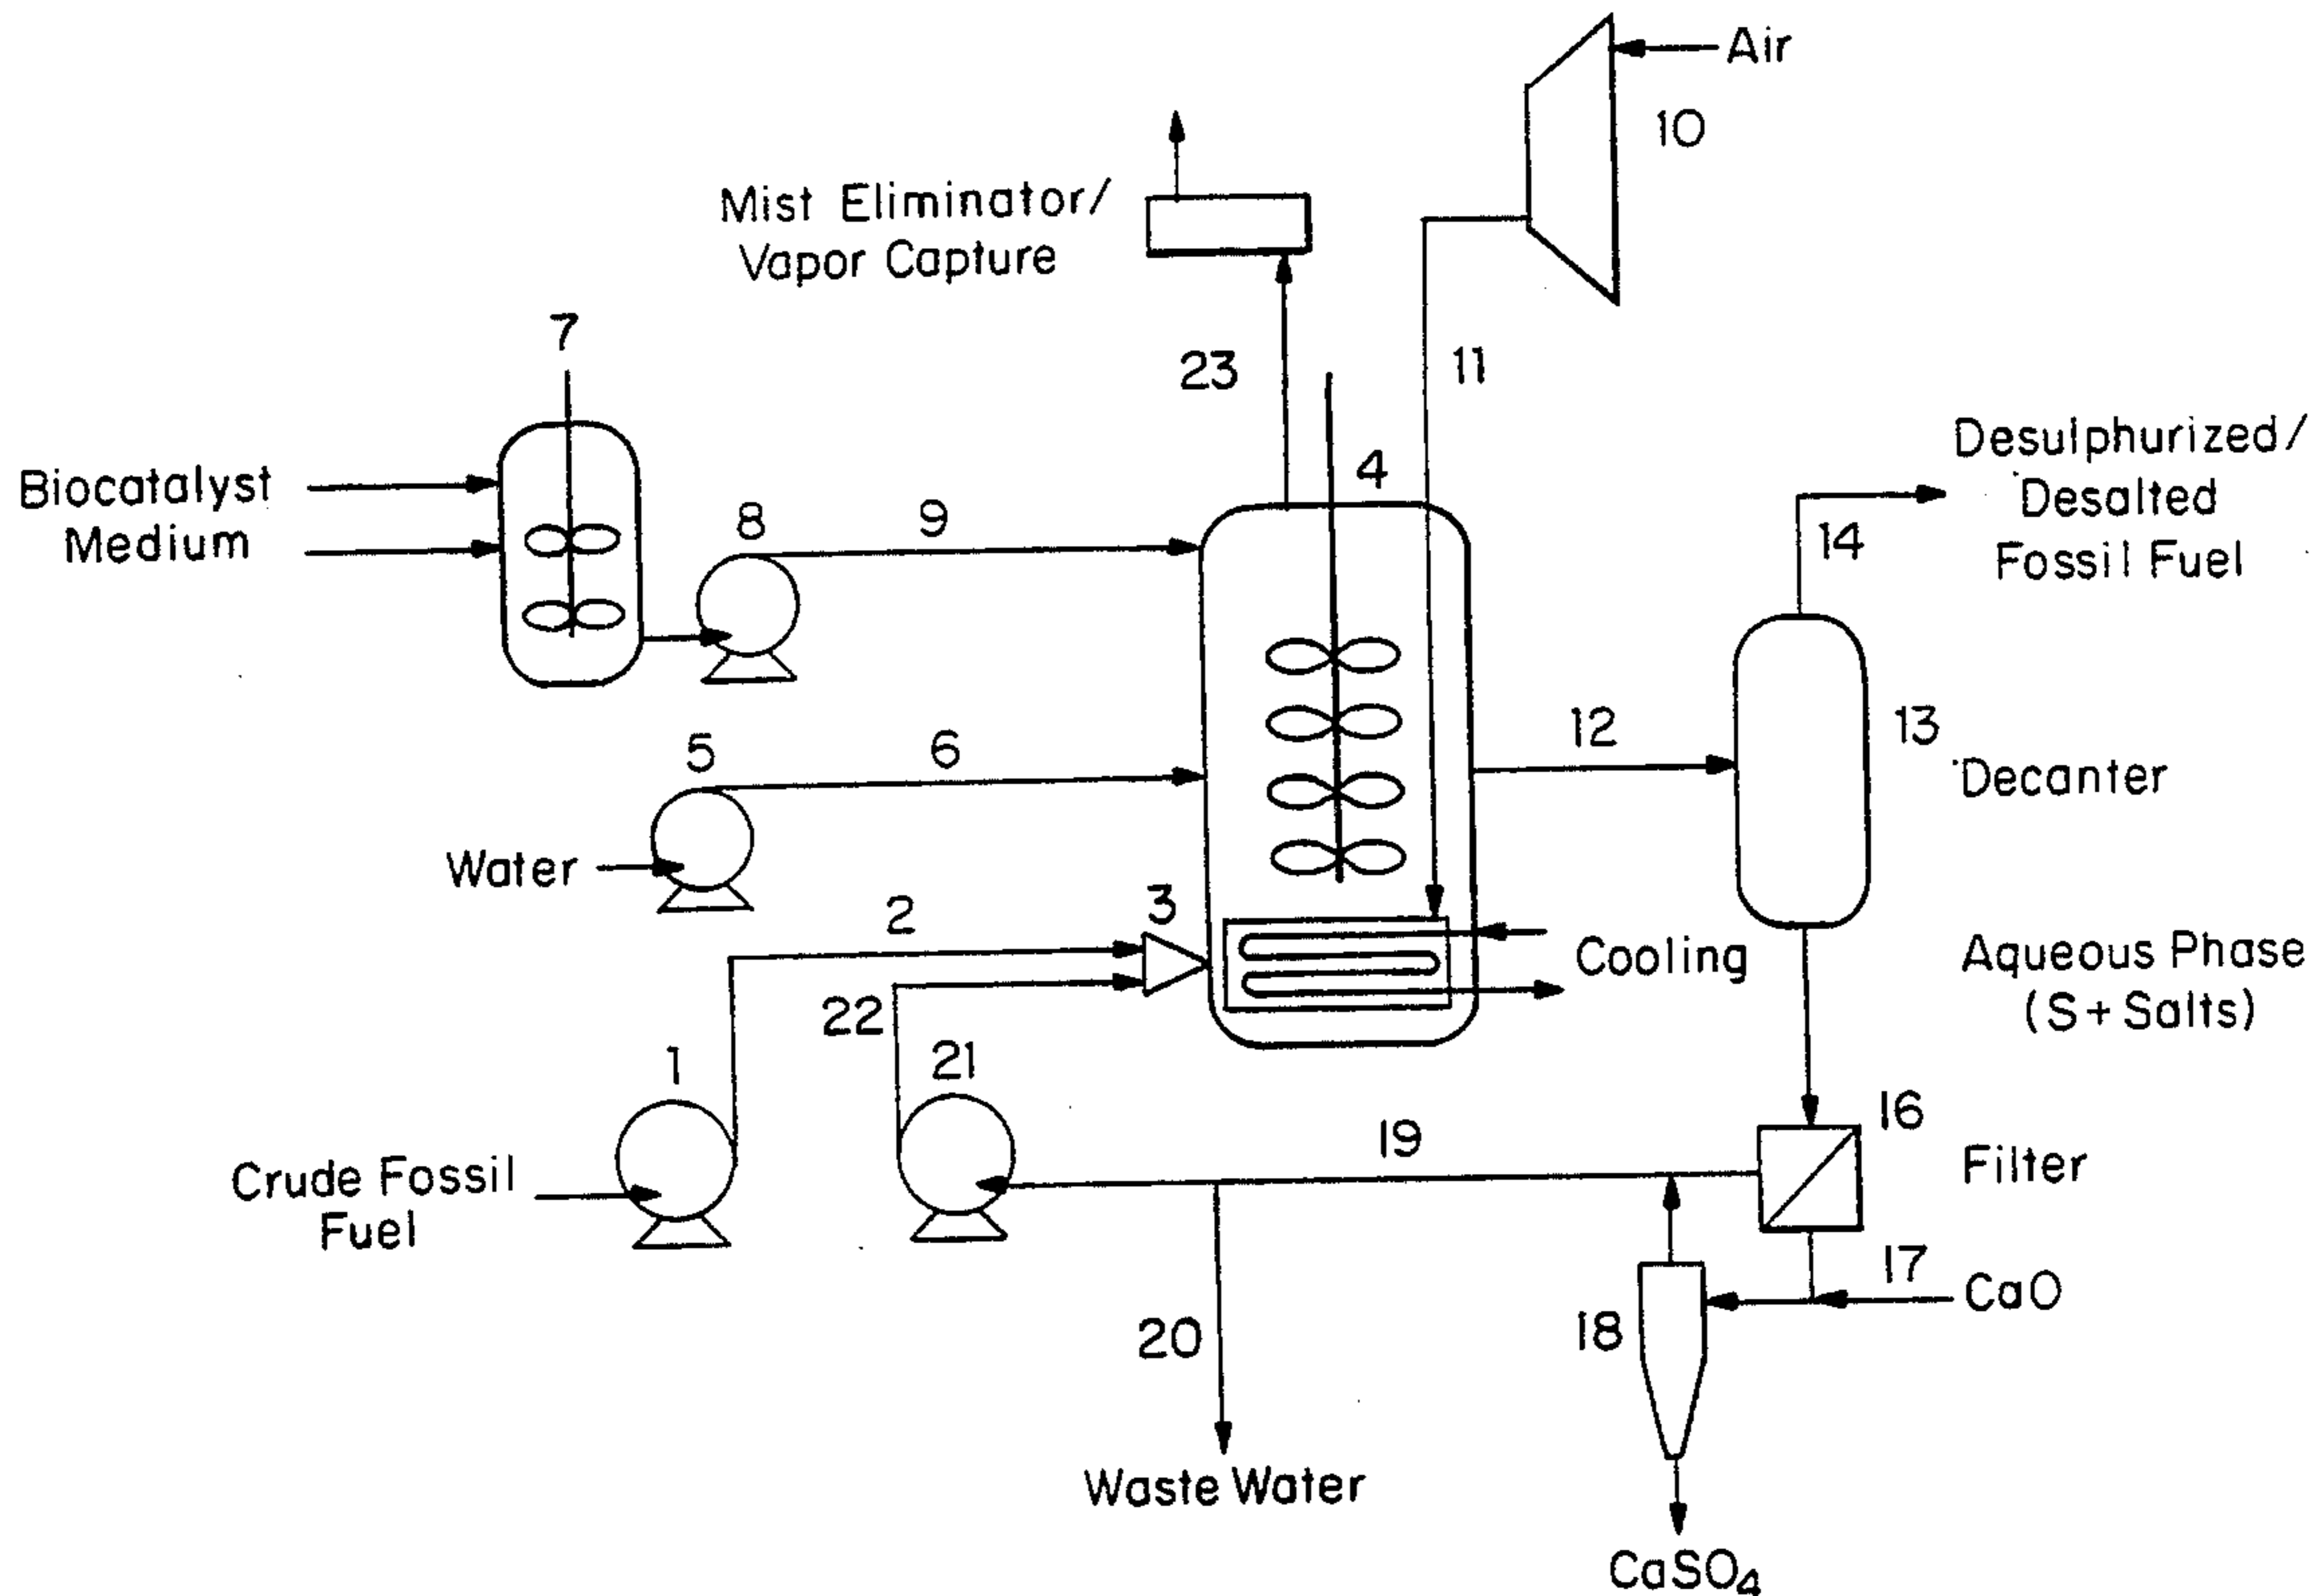 Air
10
Mist Eliminator/
Vapor Capture
7
23
11
4
Desulphurized/
Desalted
Fossil Fuel
14
Biocatalyst
Medium
8
9
5
6
12
13
Decanter
Water
2
3
Cooling
Aqueous Phase
(S + Salts)
22
1
21
19
16
Filter
Crude Fossil
Fuel
17
CaO
20
18
Waste Water
CaSO₄